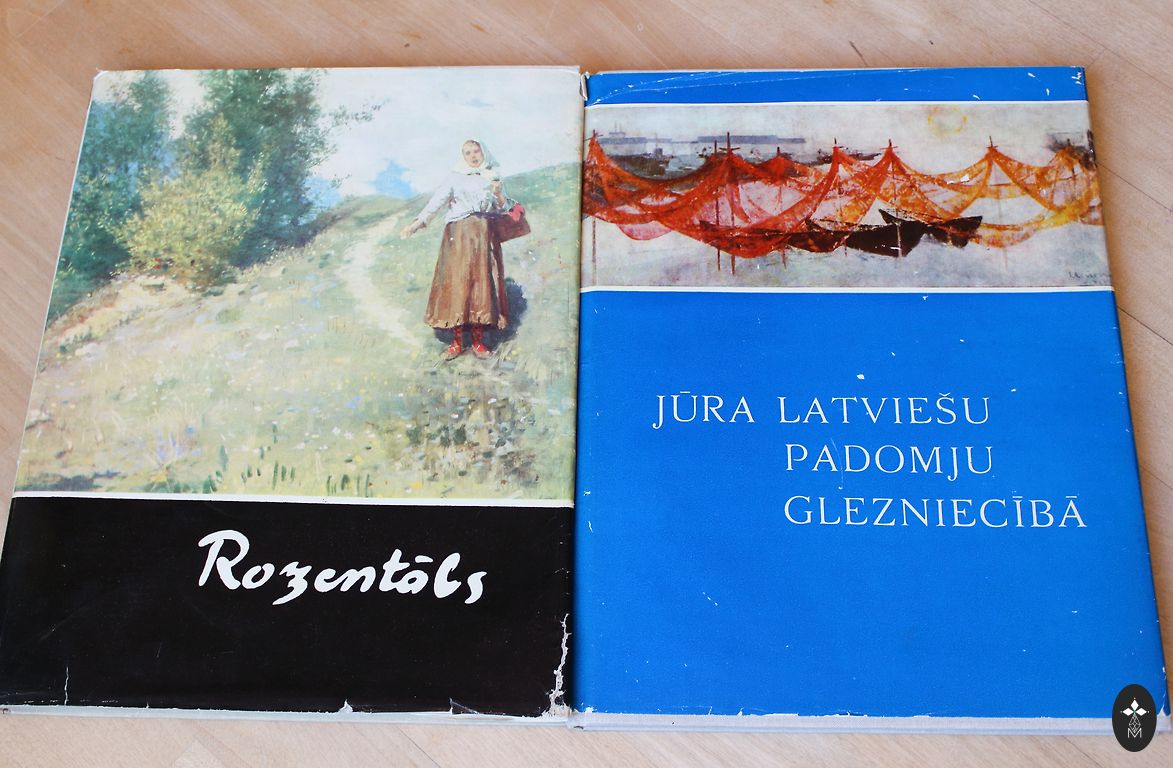 Rozentāls
JŪRA LATVIEŠU
PADOMJU
GLEZNIECĪBĀ